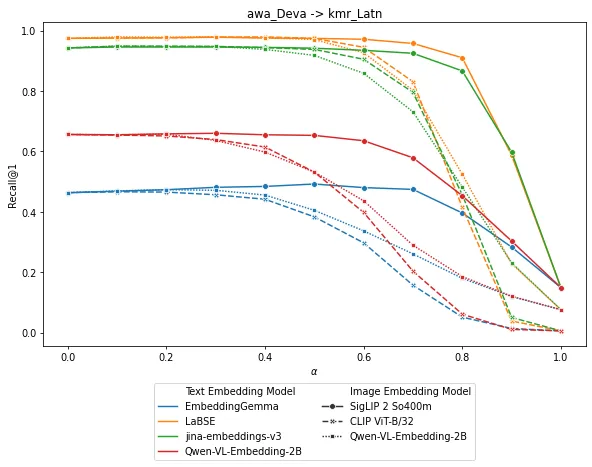 awa_Deva -> kmr_Latn
1.0
0.8
0.6
0.4
0.2
0.0
Recall@1
0.0 0.2 0.4 0.6 0.8 1.0
α
Text Embedding Model Image Embedding Model
EmbeddingGemma SigLIP 2 So400m
LaBSE CLIP ViT-B/32
jina-embeddings-v3 Qwen-VL-Embedding-2B
Qwen-VL-Embedding-2B